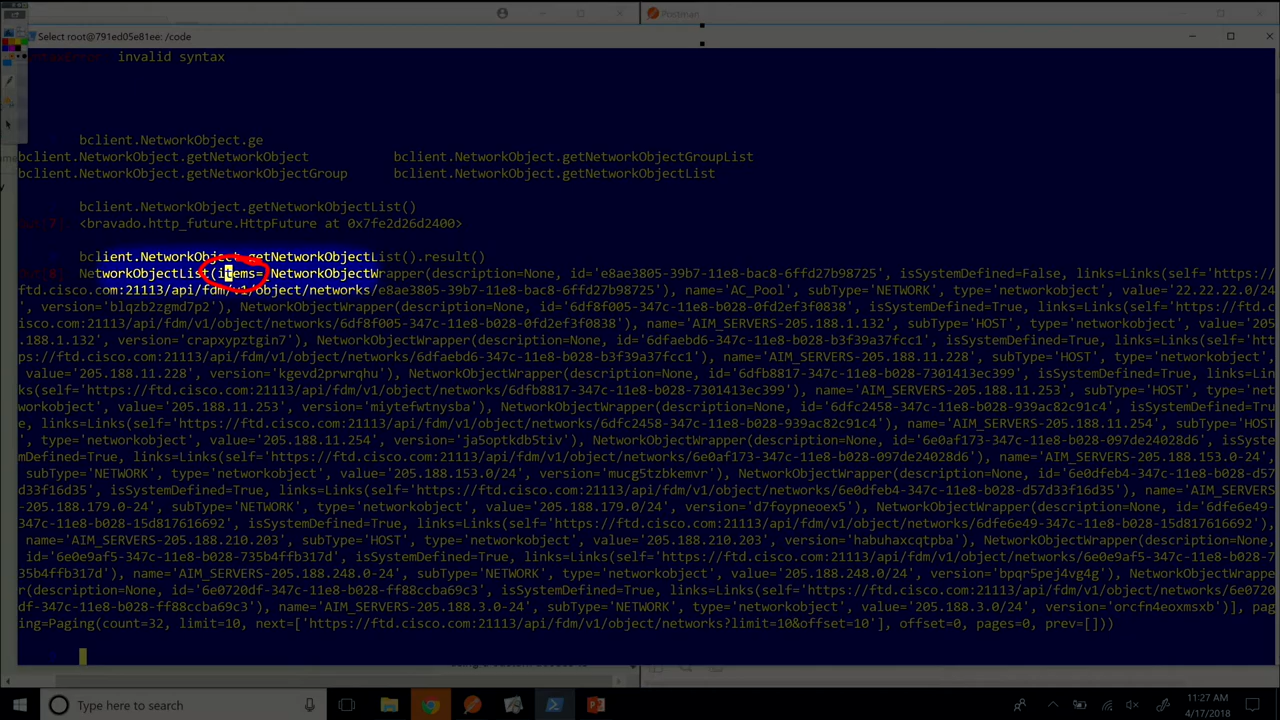 Postman
Select root@791ed05e81ee: /code
invalid syntax
bclient.NetworkObject.ge
bclient.NetworkObject.getNetworkObject bclient.NetworkObject.getNetworkObjectGroupList
bclient.NetworkObject.getNetworkObjectGroup bclient.NetworkObject.getNetworkObjectList
bclient.NetworkObject.getNetworkObjectList()
<bravado.http_future.HttpFuture at 0x7fe2d26d2400>
bclient.NetworkObject.getNetworkObjectList().result()
NetworkObjectList(items=[NetworkObjectWrapper(description=None, id='e8ae3805-39b7-11e8-bac8-6ffd27b98725', isSystemDefined=False, links=Links(self='https:/
/ftd.cisco.com:21113/api/fdm/v1/object/networks/e8ae3805-39b7-11e8-bac8-6ffd27b98725'), name='AC_Pool', subType='NETWORK', type='networkobject', value='22.22.22.0/24'
, version='blqzb2zgmd7p2'), NetworkObjectWrapper(description=None, id='6df8f005-347c-11e8-b028-0fd2ef3f0838', isSystemDefined=True, links=Links(self='https://ftd.c
isco.com:21113/api/fdm/v1/object/networks/6df8f005-347c-11e8-b028-0fd2ef3f0838'), name='AIM_SERVERS-205.188.1.132', subType='HOST', type='networkobject', value='205
.188.1.132', version='crapxypztgin7'), NetworkObjectWrapper(description=None, id='6dfaebd6-347c-11e8-b028-b3f39a37fcc1', isSystemDefined=True, links=Links(self='htt
ps://ftd.cisco.com:21113/api/fdm/v1/object/networks/6dfaebd6-347c-11e8-b028-b3f39a37fcc1'), name='AIM_SERVERS-205.188.11.228', subType='HOST', type='networkobject',
value='205.188.11.228', version='kgevd2prwrqhu'), NetworkObjectWrapper(description=None, id='6dfb8817-347c-11e8-b028-7301413ec399', isSystemDefined=True, links=Lin
ks(self='https://ftd.cisco.com:21113/api/fdm/v1/object/networks/6dfb8817-347c-11e8-b028-7301413ec399'), name='AIM_SERVERS-205.188.11.253', subType='HOST', type='net
workobject', value='205.188.11.253', version='miytefwtnysba'), NetworkObjectWrapper(description=None, id='6dfc2458-347c-11e8-b028-939ac82c91c4', isSystemDefined=Tru
e, links=Links(self='https://ftd.cisco.com:21113/api/fdm/v1/object/networks/6dfc2458-347c-11e8-b028-939ac82c91c4'), name='AIM_SERVERS-205.188.11.254', subType='HOST
', type='networkobject', value='205.188.11.254', version='ja5optkdb5tiv'), NetworkObjectWrapper(description=None, id='6e0af173-347c-11e8-b028-097de24028d6', isSyste
mDefined=True, links=Links(self='https://ftd.cisco.com:21113/api/fdm/v1/object/networks/6e0af173-347c-11e8-b028-097de24028d6'), name='AIM_SERVERS-205.188.153.0-24',
subType='NETWORK', type='networkobject', value='205.188.153.0/24', version='mucg5tzbkemvr'), NetworkObjectWrapper(description=None, id='6e0dfeb4-347c-11e8-b028-d57
d33f16d35', isSystemDefined=True, links=Links(self='https://ftd.cisco.com:21113/api/fdm/v1/object/networks/6e0dfeb4-347c-11e8-b028-d57d33f16d35'), name='AIM_SERVERS
-205.188.179.0-24', subType='NETWORK', type='networkobject', value='205.188.179.0/24', version='d7foypneoex5'), NetworkObjectWrapper(description=None, id='6dfe6e49-
347c-11e8-b028-15d817616692', isSystemDefined=True, links=Links(self='https://ftd.cisco.com:21113/api/fdm/v1/object/networks/6dfe6e49-347c-11e8-b028-15d817616692'),
name='AIM_SERVERS-205.188.210.203', subType='HOST', type='networkobject', value='205.188.210.203', version='habuhaxcqtpba'), NetworkObjectWrapper(description=None,
id='6e0e9af5-347c-11e8-b028-735b4ffb317d', isSystemDefined=True, links=Links(self='https://ftd.cisco.com:21113/api/fdm/v1/object/networks/6e0e9af5-347c-11e8-b028-7
35b4ffb317d'), name='AIM_SERVERS-205.188.248.0-24', subType='NETWORK', type='networkobject', value='205.188.248.0/24', version='bpqr5pej4vg4g'), NetworkObjectWrappe
r(description=None, id='6e0720df-347c-11e8-b028-ff88ccba69c3', isSystemDefined=True, links=Links(self='https://ftd.cisco.com:21113/api/fdm/v1/object/networks/6e0720
df-347c-11e8-b028-ff88ccba69c3'), name='AIM_SERVERS-205.188.3.0-24', subType='NETWORK', type='networkobject', value='205.188.3.0/24', version='orcfn4eoxmsxb')], pag
ing=Paging(count=32, limit=10, next=['https://ftd.cisco.com:21113/api/fdm/v1/object/networks?limit=10&offset=10'], offset=0, pages=0, prev=[]))
Type here to search
11:27 AM
4/17/2018